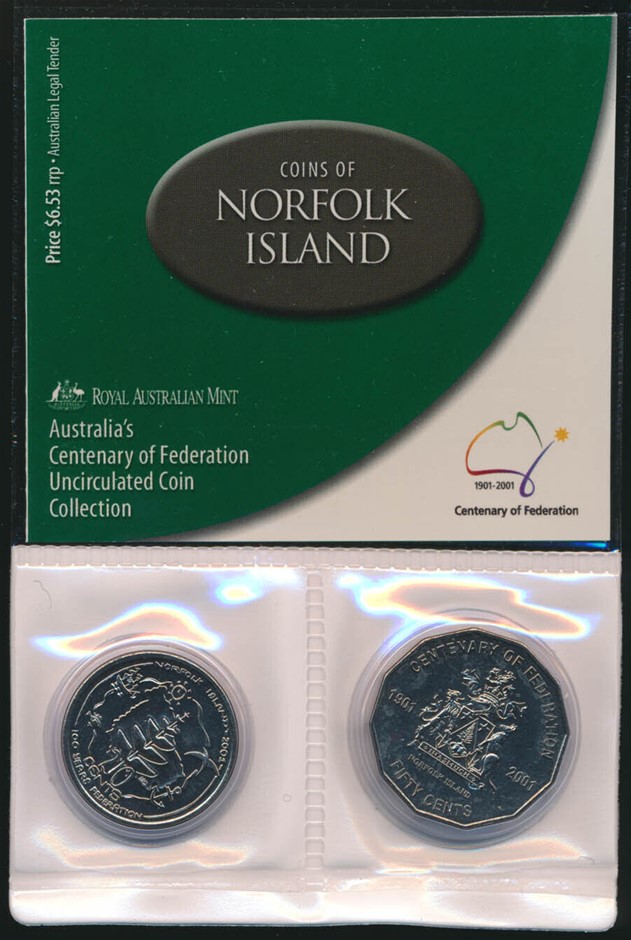 Price $6.53 rrp • Australian Legal Tender
COINS OF
NORFOLK
ISLAND
ROYAL AUSTRALIAN MINT
Australia's
Centenary of Federation
Uncirculated Coin
Collection
1901-2001
Centenary of Federation
NORFOLK ISLAND 2001
CENTS
100 YEARS FEDERATION
CENTENARY OF FEDERATION
1901
2001
NORFOLK ISLAND
FIFTY CENTS